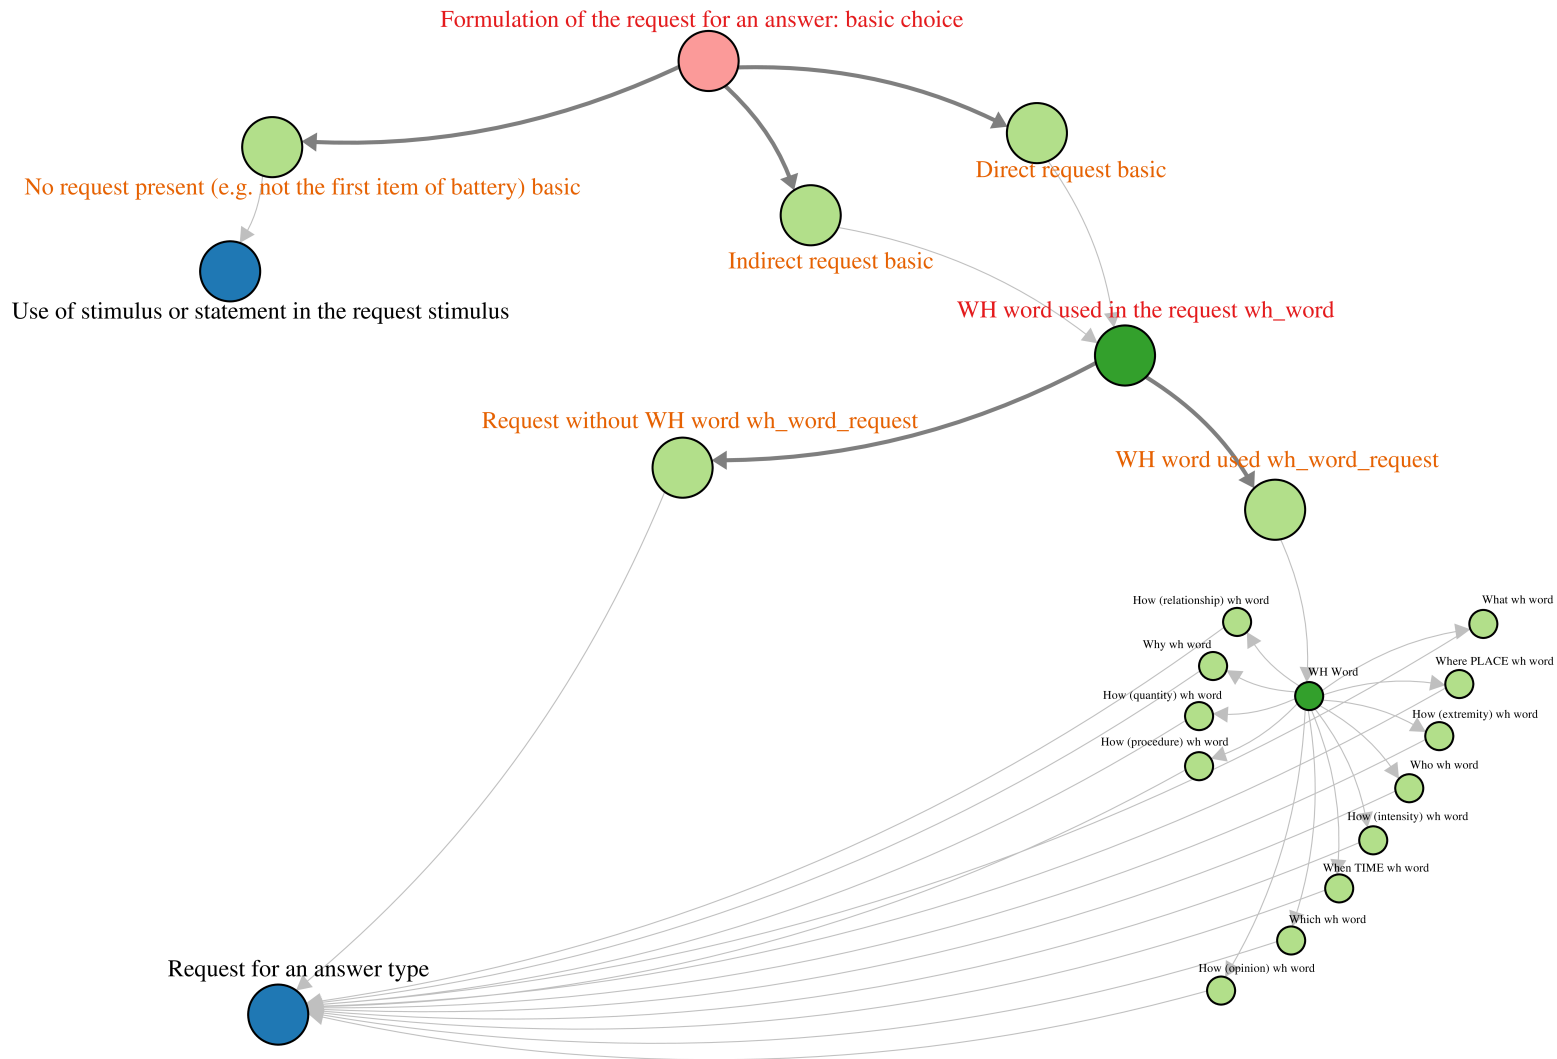 Formulation of the request for an answer: basic choice
Direct request basic
No request present (e.g. not the first item of battery) basic
Indirect request basic
Use of stimulus or statement in the request stimulus
WH word used in the request wh_word
Request without WH word wh_word_request
WH word used wh_word_request
How (relationship) wh word
What wh word
Why wh word
Where PLACE wh word
WH Word
How (quantity) wh word
How (extremity) wh word
How (procedure) wh word
Who wh word
How (intensity) wh word
When TIME wh word
Which wh word
How (opinion) wh word
Request for an answer type